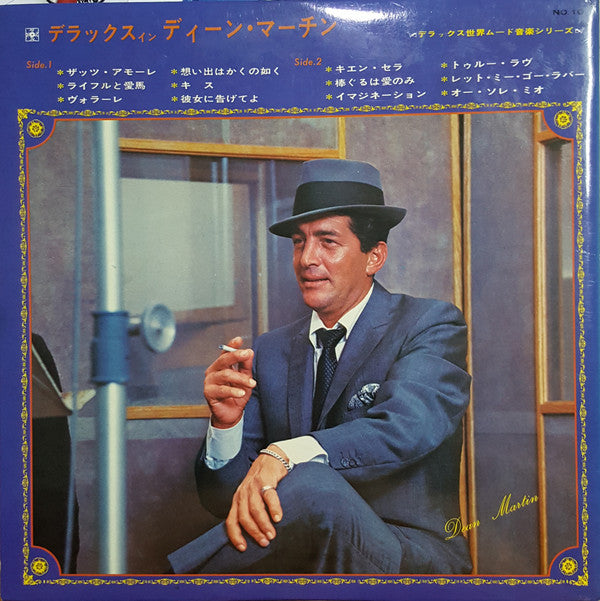 デラックス イン ディーン・マーチン
NO.10
〜デラックス世界ムード音楽シリーズ〜
Side.1
＊ザッツ・アモーレ
＊ライフルと愛馬
＊ヴォラーレ
＊想い出はかくの如く
＊キ ス
＊彼女に告げてよ
Side.2
＊キエン・セラ
＊捧ぐるは愛のみ
＊イマジネーション
＊トゥルー・ラヴ
＊レット・ミー・ゴー・ラバー
＊オー・ソレ・ミオ
Dean Martin